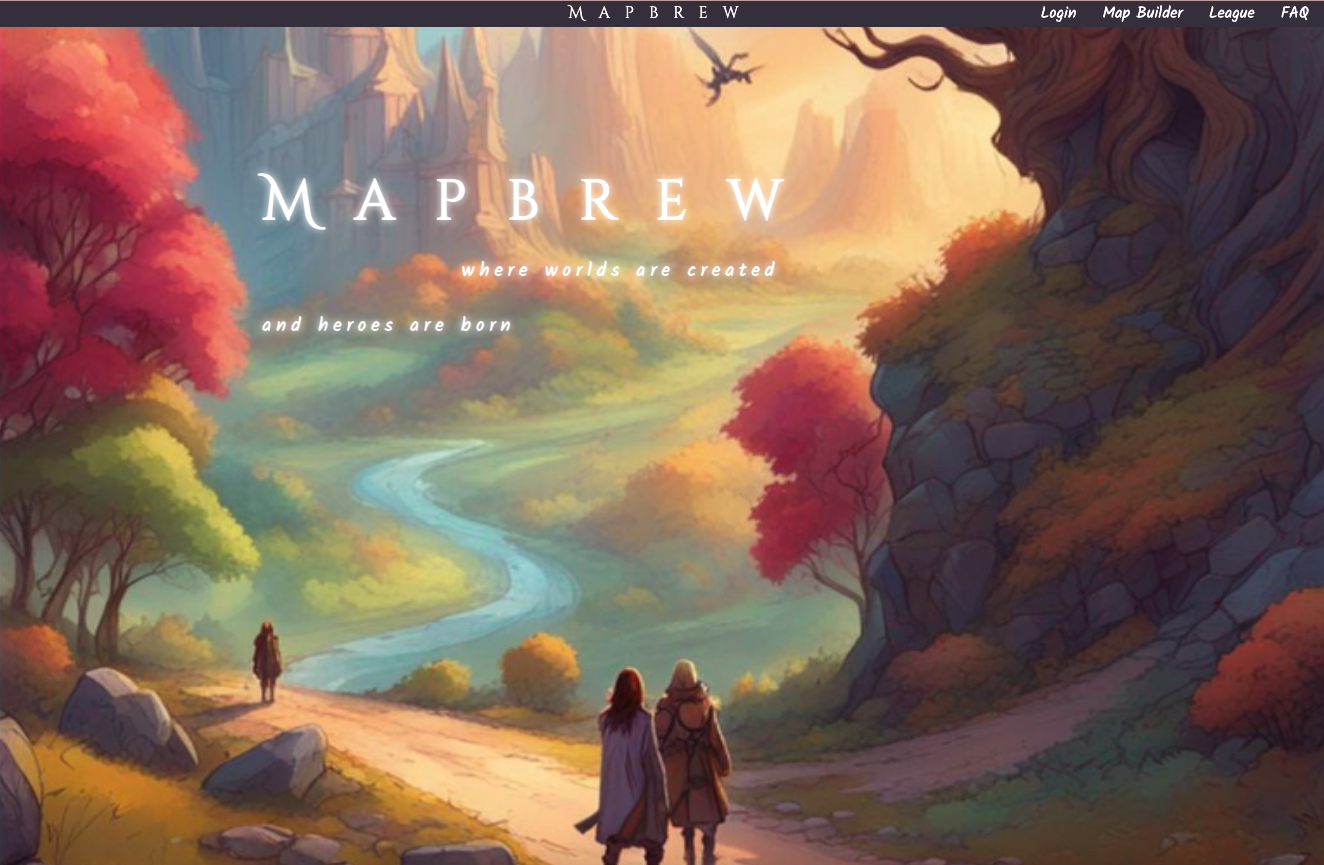 MAPBREW
Login Map Builder League FAQ
MAPBREW
where worlds are created
and heroes are born